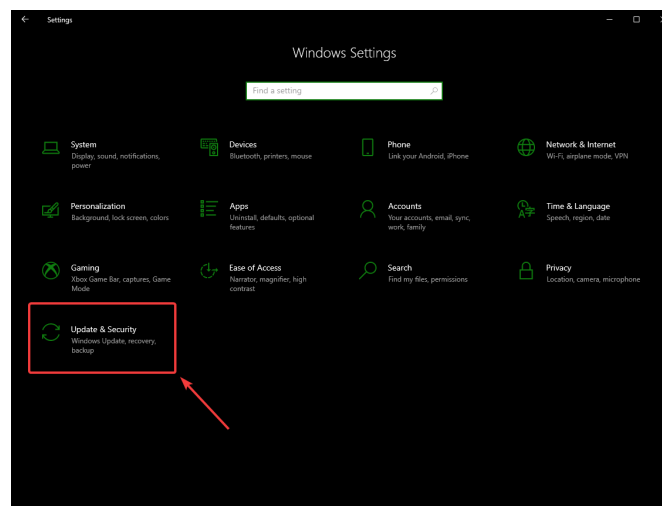 Settings
Windows Settings
Find a setting
System
Display, sound, notifications,
power
Devices
Bluetooth, printers, mouse
Phone
Link your Android, iPhone
Network & Internet
Wi-Fi, airplane mode, VPN
Personalization
Background, lock screen, colors
Apps
Uninstall, defaults, optional
features
Accounts
Your accounts, email, sync,
work, family
Time & Language
Speech, region, date
Gaming
Xbox Game Bar, captures, Game
Mode
Ease of Access
Narrator, magnifier, high
contrast
Search
Find my files, permissions
Privacy
Location, camera, microphone
Update & Security
Windows Update, recovery,
backup